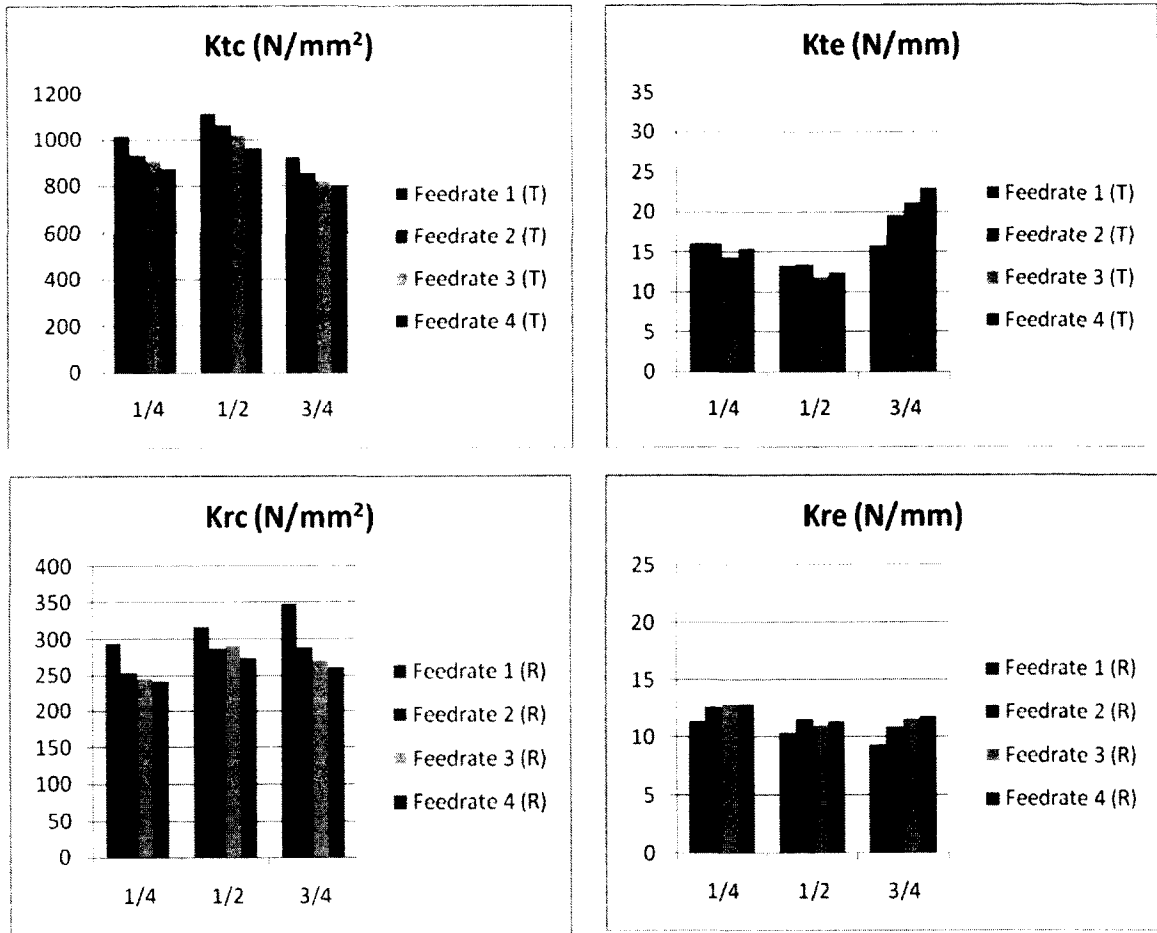 Ktc (N/mm²)
1200
1000
800
600
400
200
0
1/4 1/2 3/4
Feedrate 1 (T)
Feedrate 2 (T)
Feedrate 3 (T)
Feedrate 4 (T)
Kte (N/mm)
35
30
25
20
15
10
5
0
1/4 1/2 3/4
Feedrate 1 (T)
Feedrate 2 (T)
Feedrate 3 (T)
Feedrate 4 (T)
Krc (N/mm²)
400
350
300
250
200
150
100
50
0
1/4 1/2 3/4
Feedrate 1 (R)
Feedrate 2 (R)
Feedrate 3 (R)
Feedrate 4 (R)
Kre (N/mm)
25
20
15
10
5
0
1/4 1/2 3/4
Feedrate 1 (R)
Feedrate 2 (R)
Feedrate 3 (R)
Feedrate 4 (R)